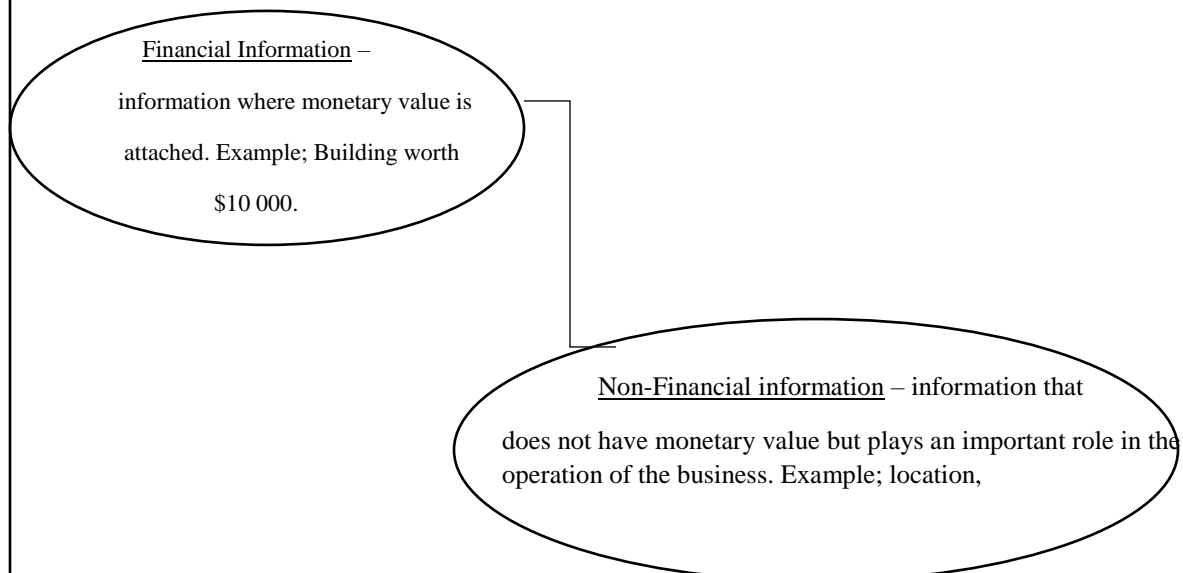 Financial Information –
information where monetary value is
attached. Example; Building worth
$10 000.
Non-Financial information – information that
does not have monetary value but plays an important role in the
operation of the business. Example; location,